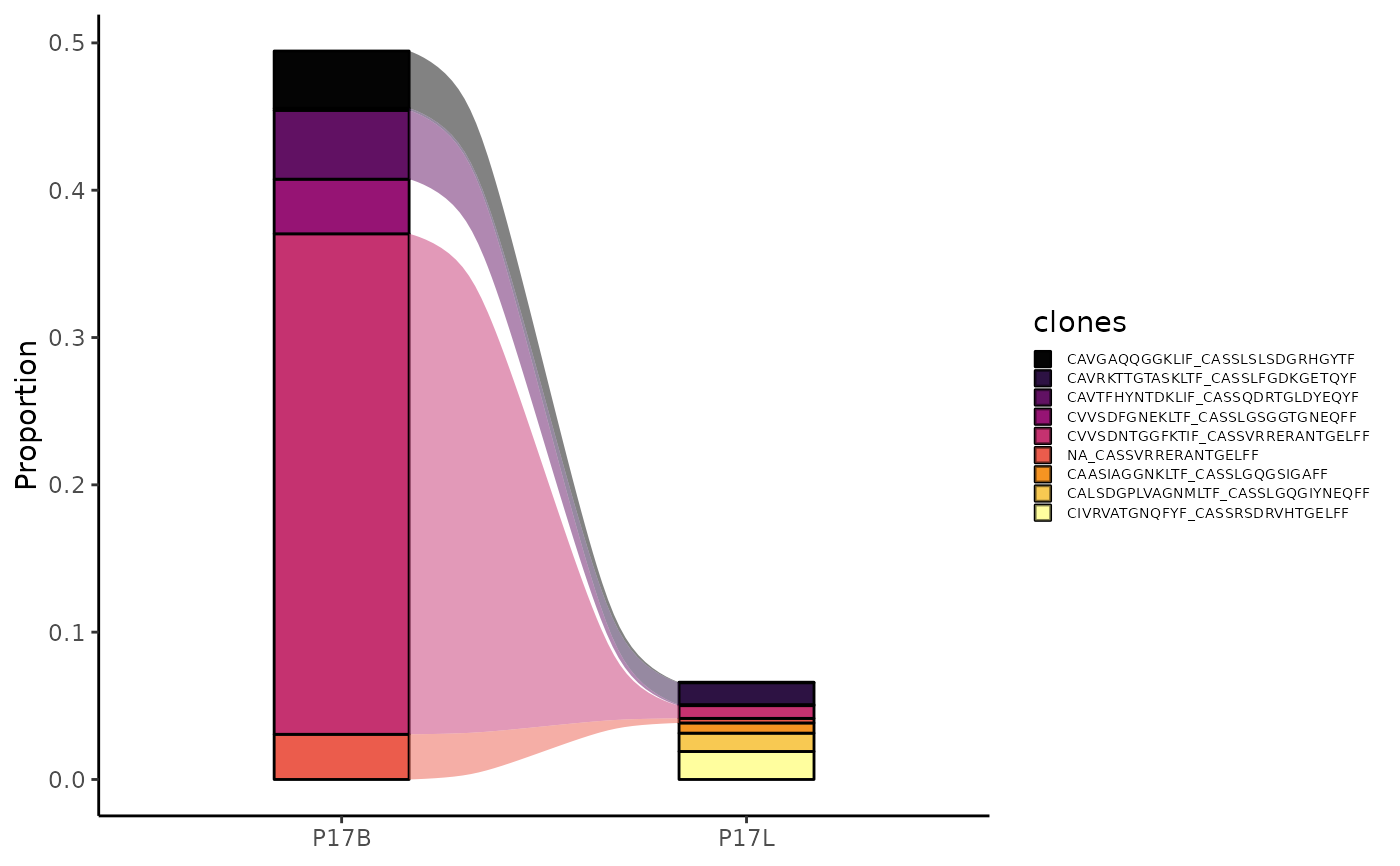 0.5
0.4
0.3
0.2
0.1
0.0
Proportion
P17B
P17L
clones
CAVGAQQGGKLIF_CASSLSLSDGRHGYTF
CAVRKTTGTASKLTF_CASSLFGDKGETQYF
CAVTFHYNTDKLIF_CASSQDRTGLDYEQYF
CVVSDFGNEKLTF_CASSLGSGGTGNEQFF
CVVSDNTGGFKTIF_CASSVRRERANTGELFF
NA_CASSVRRERANTGELFF
CAASIAGGNKLTF_CASSLGQGSIGAFF
CALSDGPLVAGNMLTF_CASSLGQGIYNEQFF
CIVRVATGNQFYF_CASSRSDRVHTGELFF